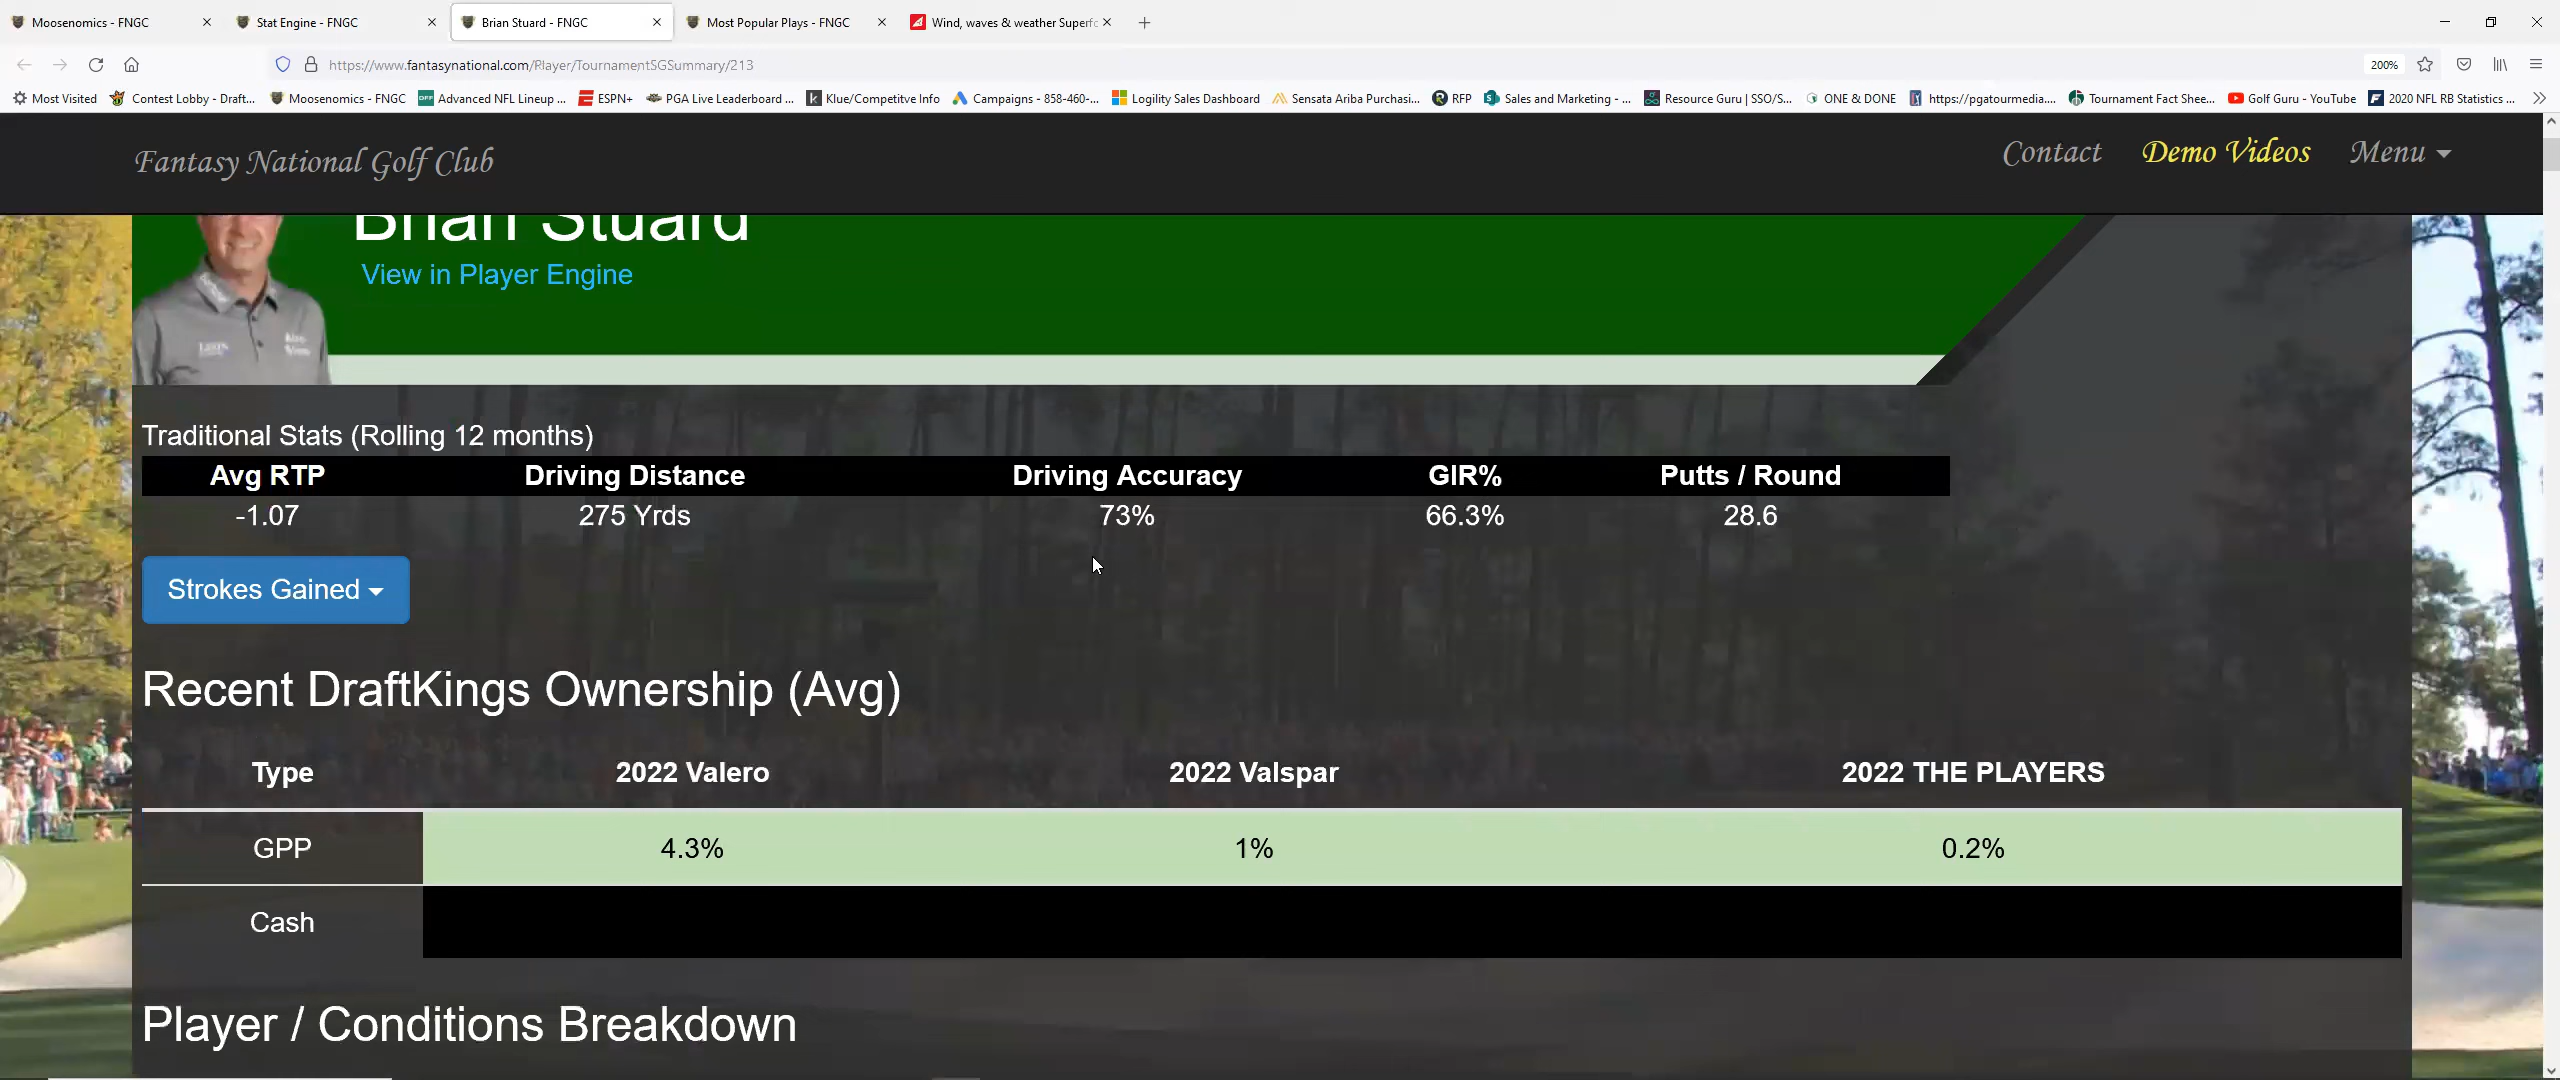 Moosenomics - FNGC
Stat Engine - FNGC
Brian Stuard - FNGC
Most Popular Plays - FNGC
Wind, waves & weather Superfo
https://www.fantasynational.com/Player/TournamentSGSummary/213
200%
Most Visited
Contest Lobby - Draft...
Moosenomics - FNGC
Advanced NFL Lineup ...
ESPN+
PGA Live Leaderboard ...
Klue/Competitve Info
Campaigns - 858-460-...
Logility Sales Dashboard
Sensata Ariba Purchasi...
RFP
Sales and Marketing - ...
Resource Guru | SSO/S...
ONE & DONE
https://pgatourmedia....
Tournament Fact Shee...
Golf Guru - YouTube
2020 NFL RB Statistics ...
Fantasy National Golf Club
Contact
Demo Videos
Menu
Brian Stuard
View in Player Engine
Traditional Stats (Rolling 12 months)
Avg RTP Driving Distance Driving Accuracy GIR% Putts / Round
-1.07 275 Yrds 73% 66.3% 28.6
Strokes Gained
Recent DraftKings Ownership (Avg)
Type 2022 Valero 2022 Valspar 2022 THE PLAYERS
GPP 4.3% 1% 0.2%
Cash
Player / Conditions Breakdown